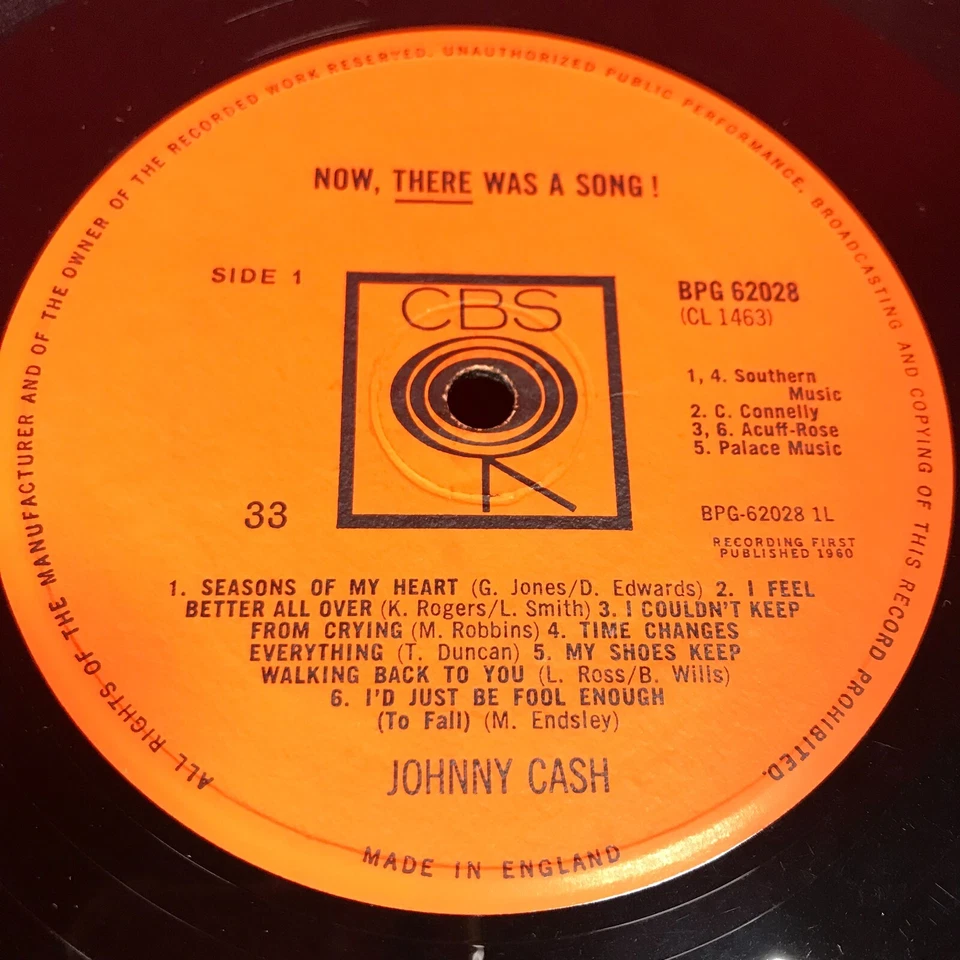 ALL RIGHTS OF THE MANUFACTURER AND OF THE OWNER OF THE RECORDED WORK RESERVED. UNAUTHORIZED PUBLIC PERFORMANCE, BROADCASTING AND COPYING OF THIS RECORD PROHIBITED.
NOW, THERE WAS A SONG!
SIDE 1
CBS
BPG 62028
(CL 1463)
1, 4. Southern
Music
2. C. Connelly
3, 6. Acuff-Rose
5. Palace Music
33
BPG-62028 1L
RECORDING FIRST
PUBLISHED 1960
1. SEASONS OF MY HEART (G. Jones/D. Edwards) 2. I FEEL
BETTER ALL OVER (K. Rogers/L. Smith) 3. I COULDN'T KEEP
FROM CRYING (M. Robbins) 4. TIME CHANGES
EVERYTHING (T. Duncan) 5. MY SHOES KEEP
WALKING BACK TO YOU (L. Ross/B. Wills)
6. I'D JUST BE FOOL ENOUGH
(To Fall) (M. Endsley)
JOHNNY CASH
MADE IN ENGLAND